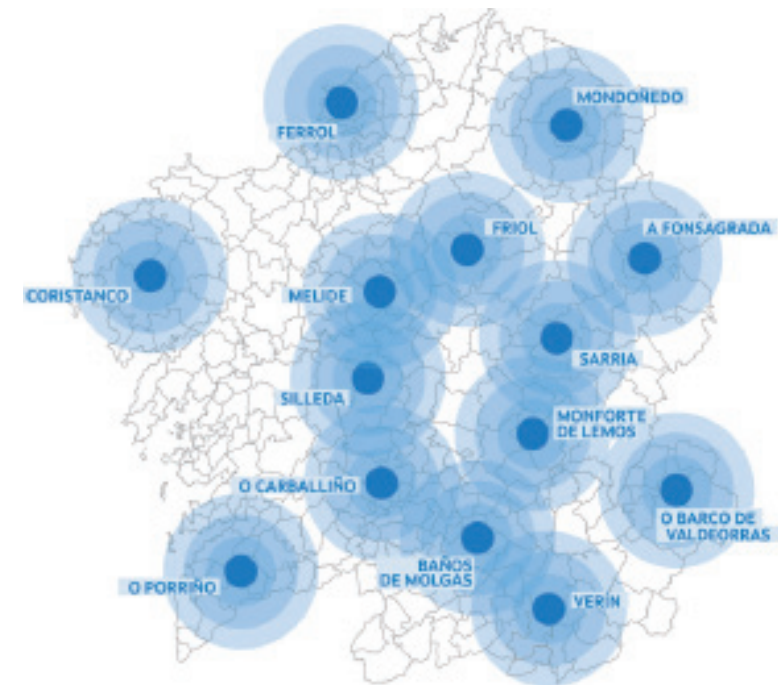 MONDOÑEDO
FERROL
FRIOL
A FONSAGRADA
CORISTANCO
MELIDE
SARRIA
SILLEDA
MONFORTE
DE LEMOS
O CARBALLIÑO
O BARCO DE
VALDEORRAS
BAÑOS
DE MOLGAS
O PORRIÑO
VERÍN